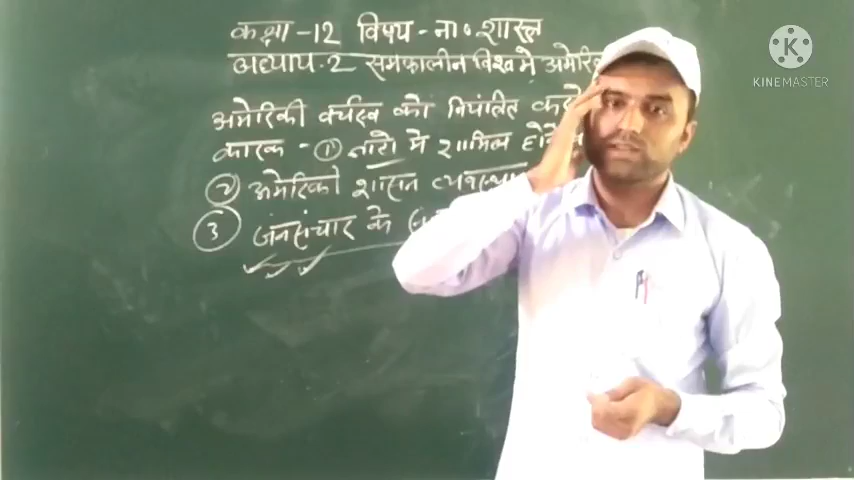 कक्षा -12 विषय - ना० शास्त्र
अध्याय. 2 समकालीन विश्व में अमेरि
अमेरिकी वर्चस्व को नियंत्रित करने
कारक - ① नाटो में शामिल होने
② अमेरिकी शासन व्यवस्था
③ जनसंचार के
KINEMASTER